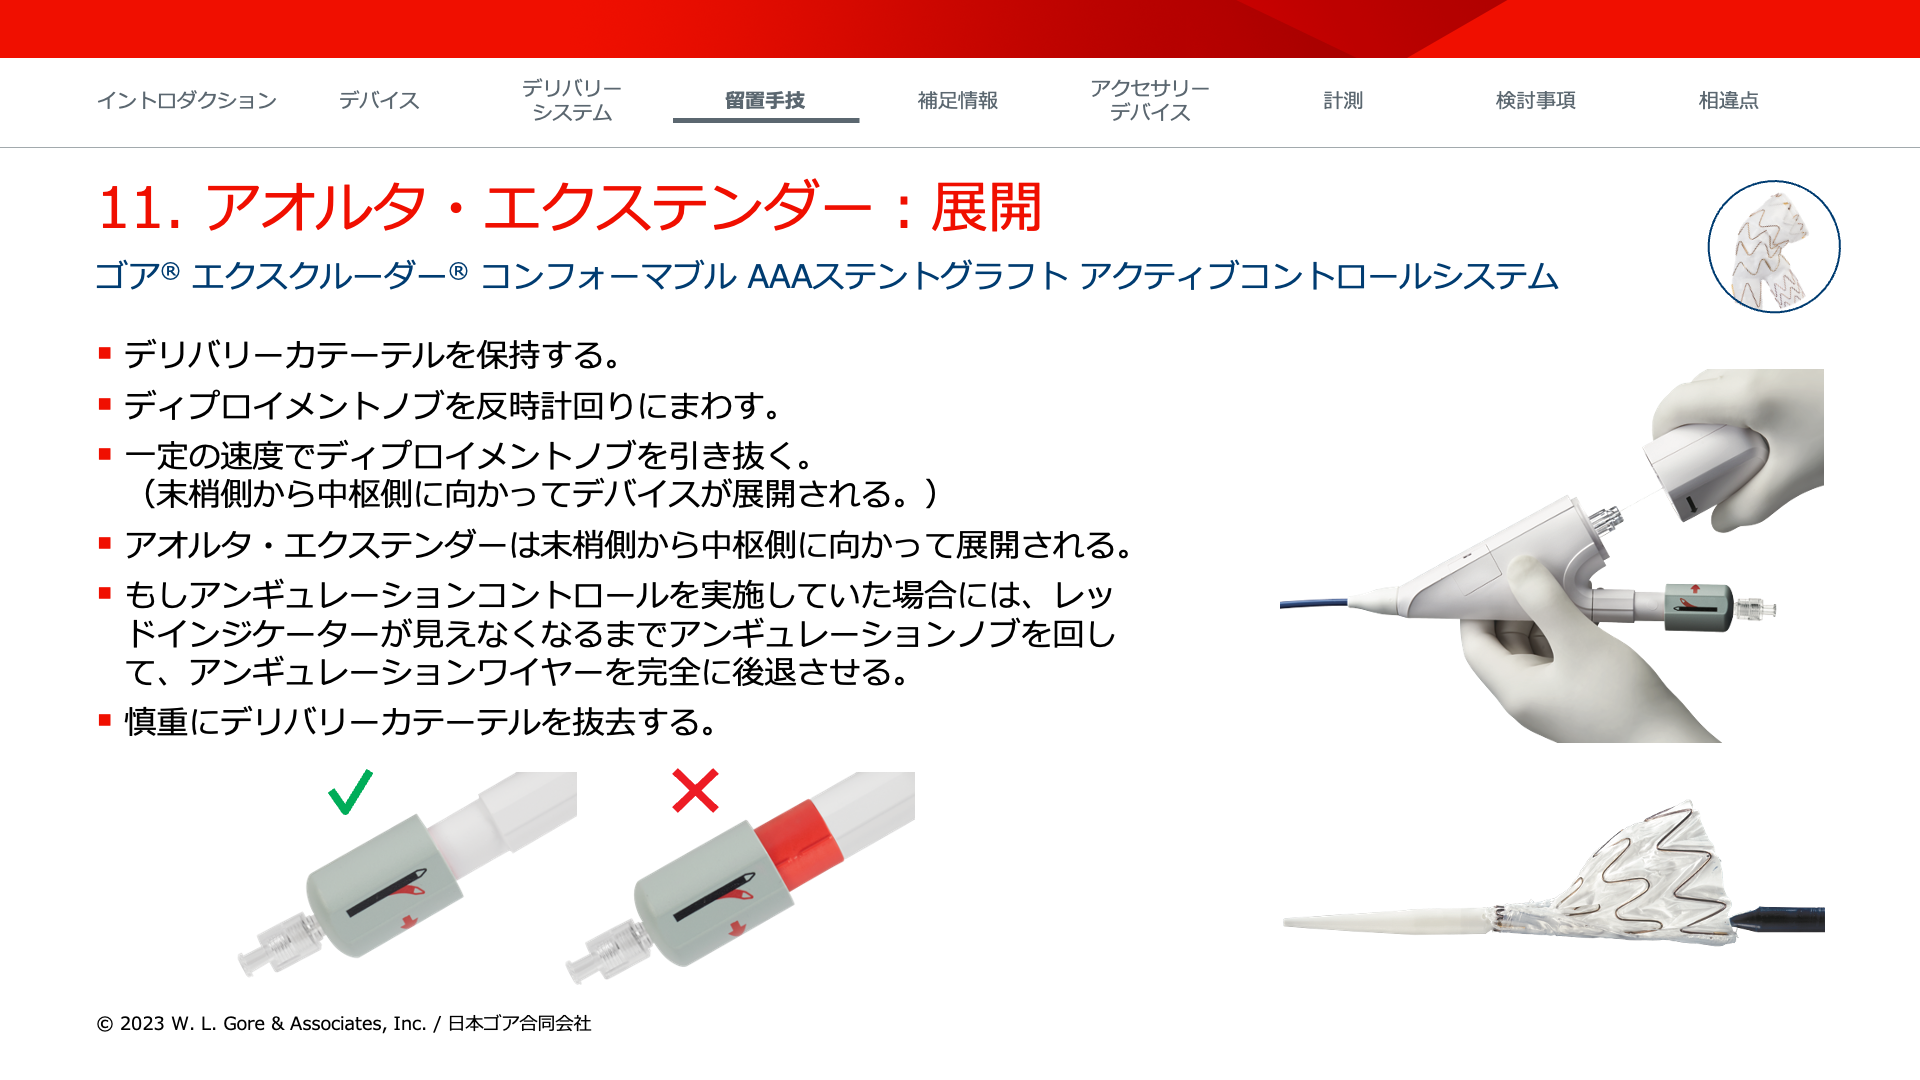 イントロダクション
デバイス
デリバリー
システム
留置手技
補足情報
アクセサリー
デバイス
計測
検討事項
相違点
11. アオルタ・エクステンダー：展開
ゴア® エクスクルーダー® コンフォーマブル AAAステントグラフト アクティブコントロールシステム
デリバリーカテーテルを保持する。
ディプロイメントノブを反時計回りにまわす。
一定の速度でディプロイメントノブを引き抜く。
（末梢側から中枢側に向かってデバイスが展開される。）
アオルタ・エクステンダーは末梢側から中枢側に向かって展開される。
もしアンギュレーションコントロールを実施していた場合には、レッ
ドインジケーターが見えなくなるまでアンギュレーションノブを回し
て、アンギュレーションワイヤーを完全に後退させる。
慎重にデリバリーカテーテルを抜去する。
© 2023 W. L. Gore & Associates, Inc. / 日本ゴア合同会社